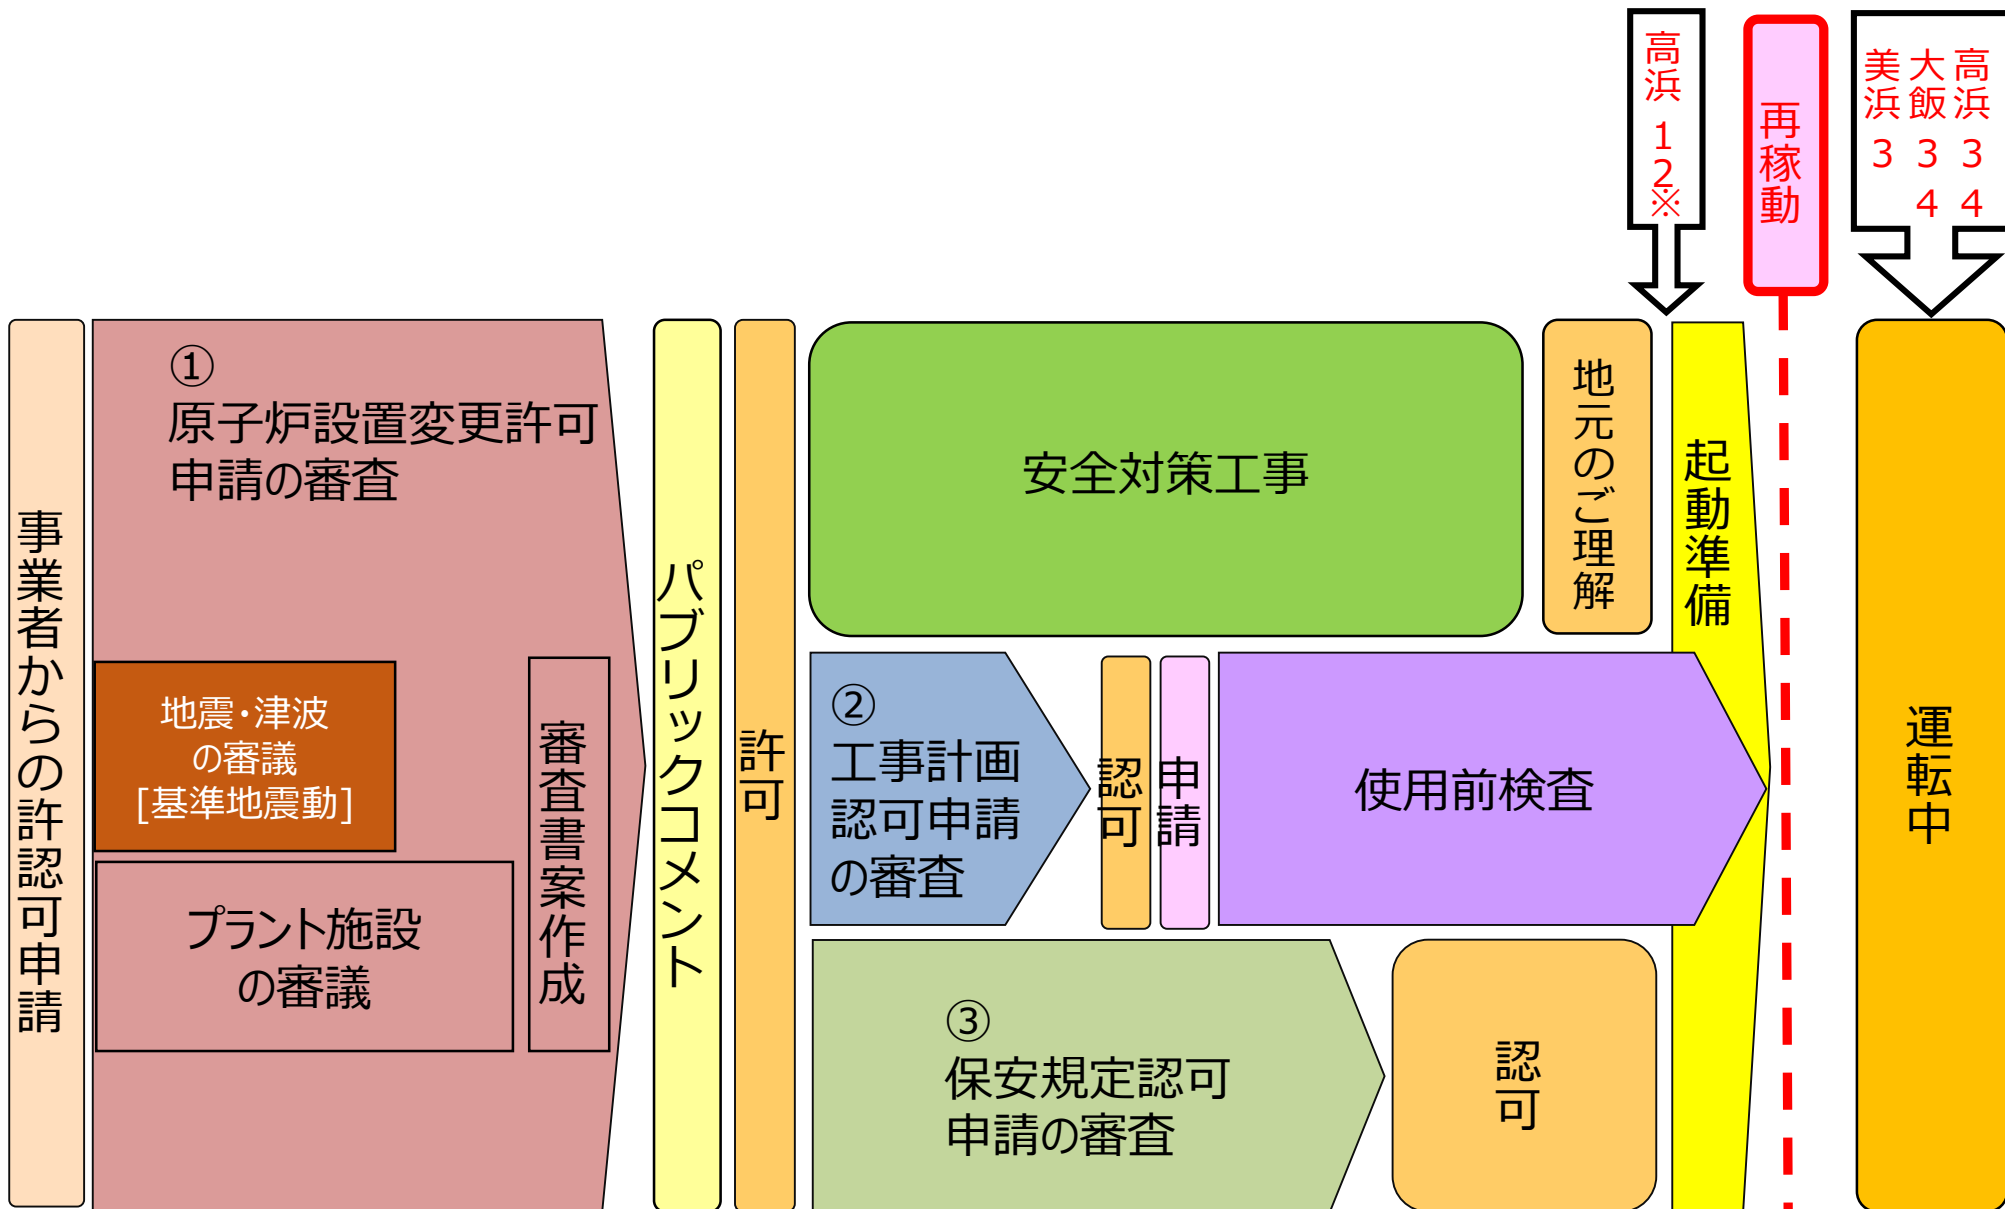 高浜
1
2
※
再稼動
美浜
3
大飯
3
4
高浜
3
4
事業者からの許認可申請
①
原子炉設置変更許可
申請の審査
地震・津波
の審議
[基準地震動]
プラント施設
の審議
審査書案作成
パブリックコメント
許可
安全対策工事
地元のご理解
起動準備
②
工事計画
認可申請
の審査
認可
申請
使用前検査
③
保安規定認可
申請の審査
認可
運転中